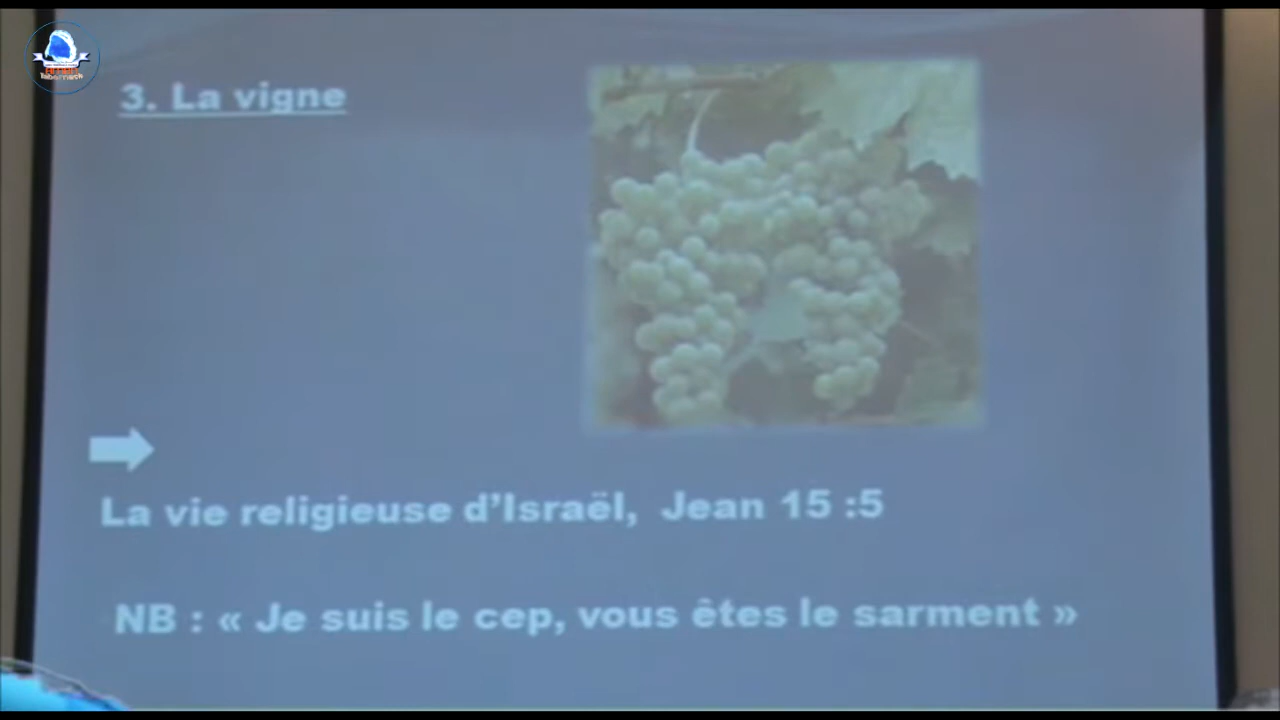 3. La vigne
La vie religieuse d’Israël, Jean 15 :5
NB : « Je suis le cep, vous êtes le sarment »